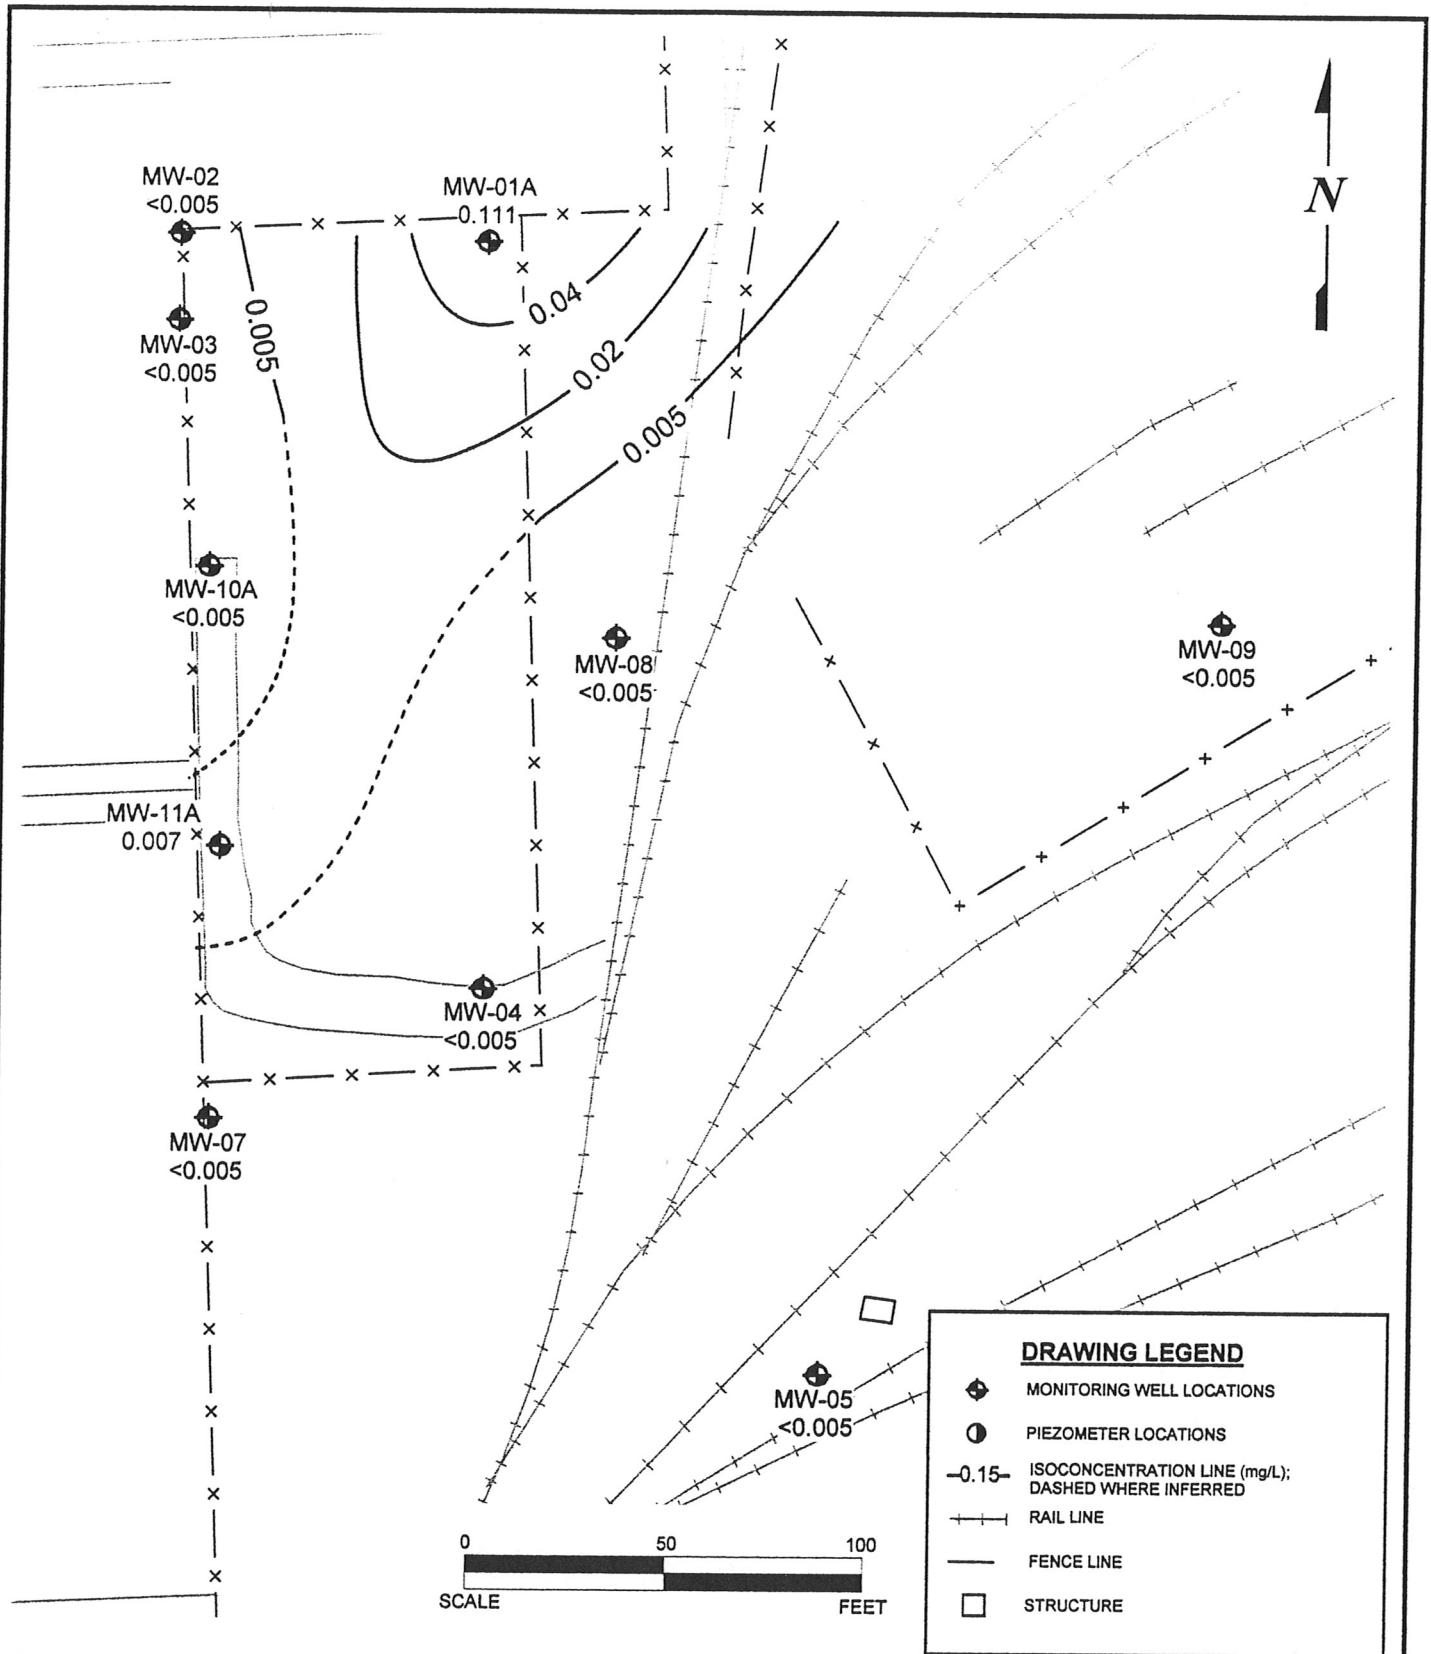 MW-02
<0.005
MW-01A
0.111
N
MW-03
<0.005
0.005
0.04
0.02
0.005
MW-10A
<0.005
MW-08
<0.005
MW-09
<0.005
MW-11A
0.007
MW-04
<0.005
MW-07
<0.005
MW-05
<0.005
DRAWING LEGEND
MONITORING WELL LOCATIONS
PIEZOMETER LOCATIONS
-0.15- ISOCONCENTRATION LINE (mg/L);
DASHED WHERE INFERRED
RAIL LINE
FENCE LINE
STRUCTURE
0 50 100
SCALE FEET